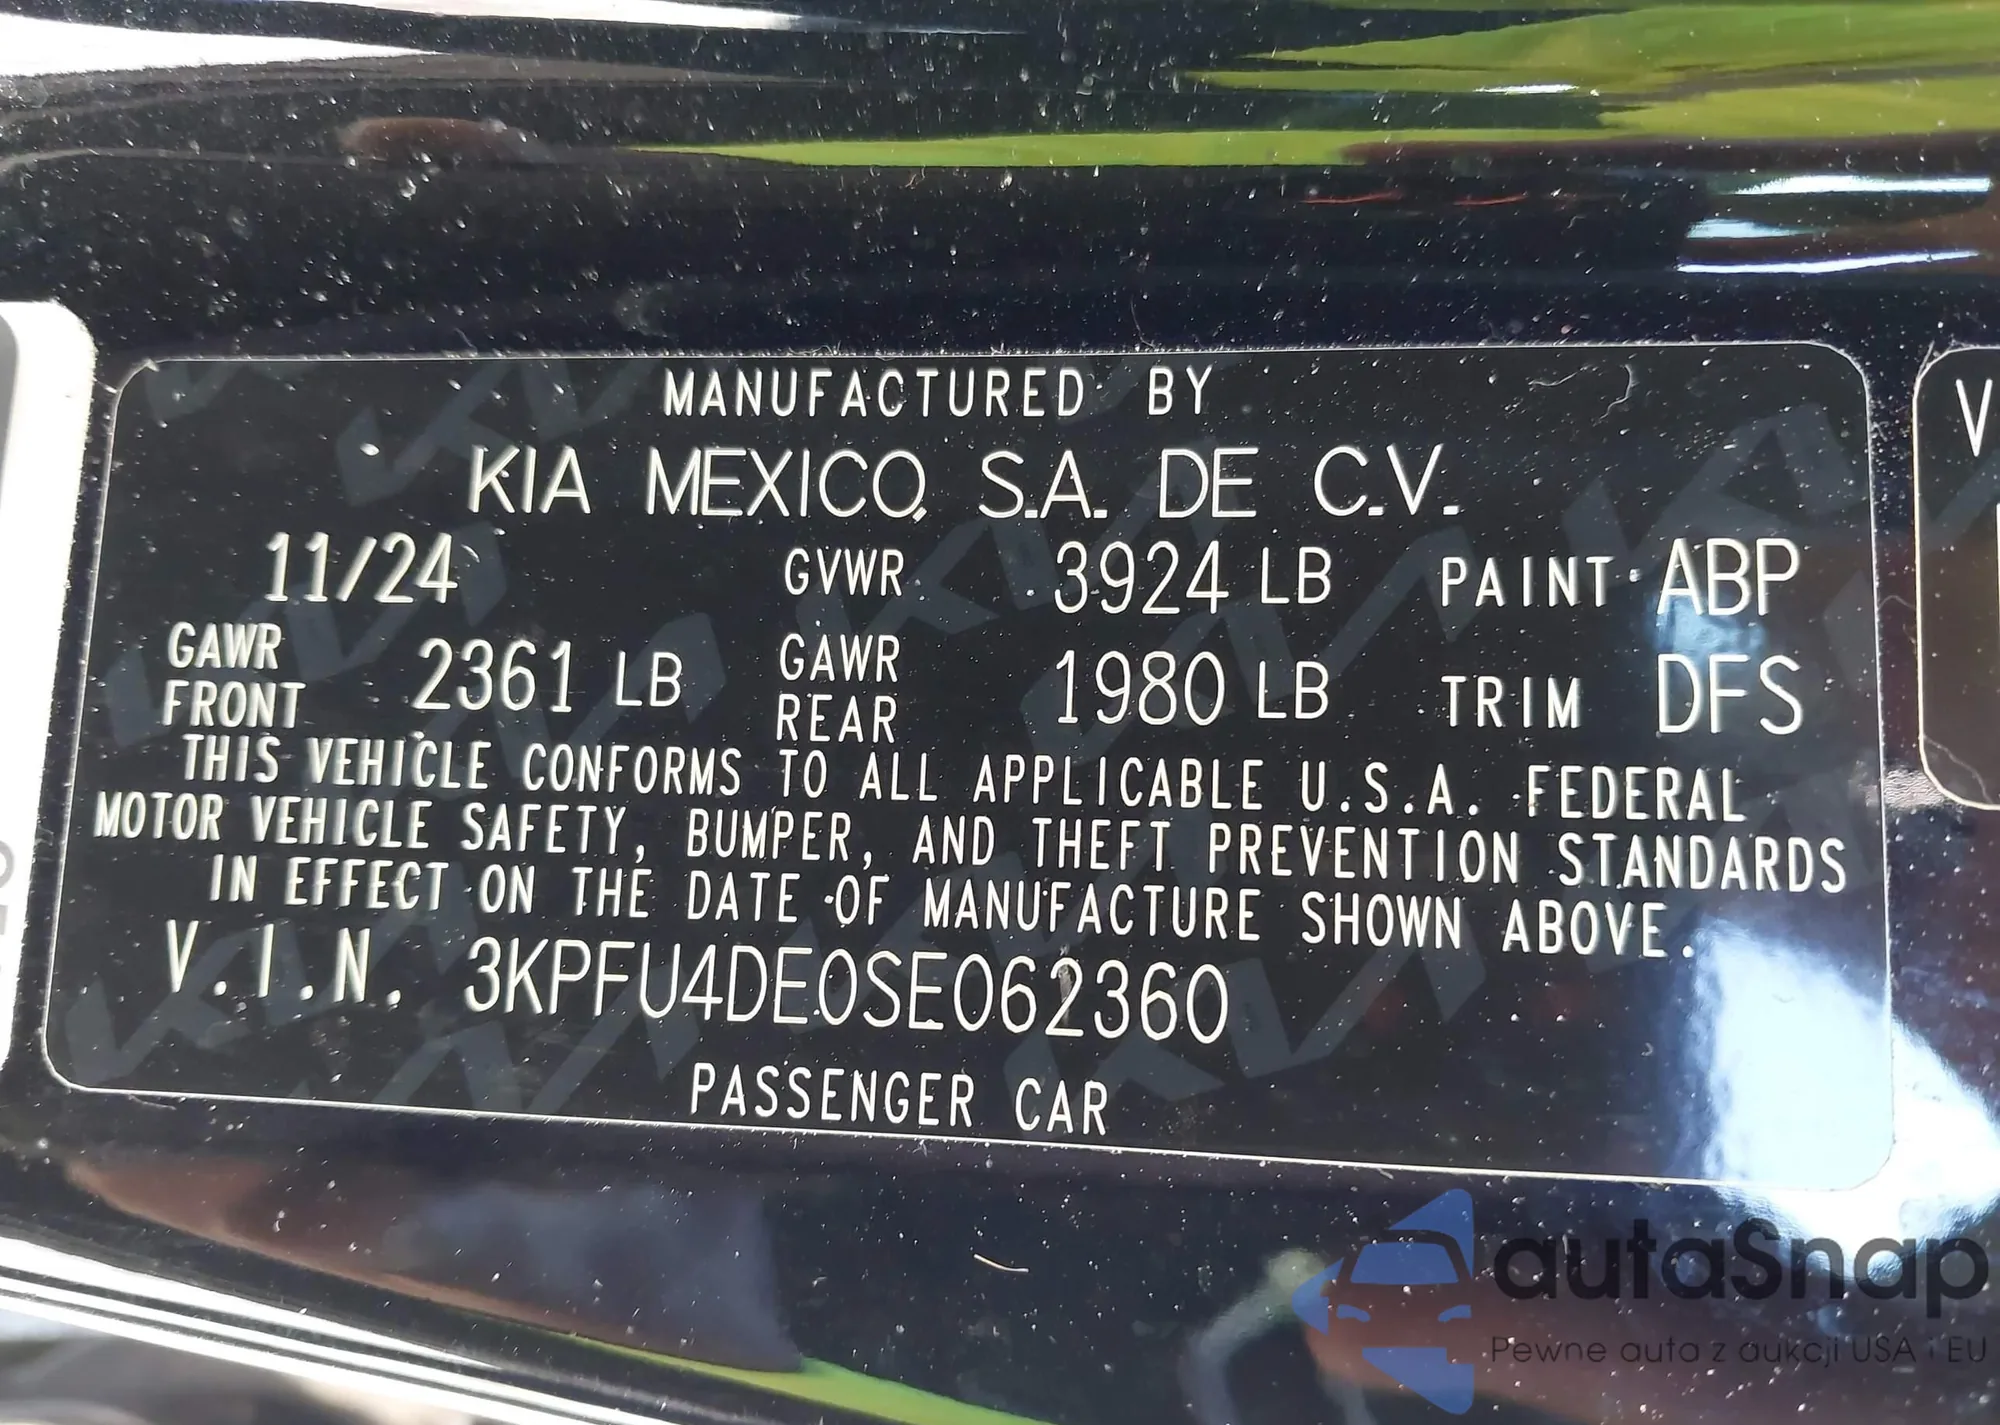 MANUFACTURED BY
KIA MEXICO, S.A. DE C.V.
11/24 GVWR 3924 LB PAINT ABP
GAWR FRONT 2361 LB GAWR REAR 1980 LB TRIM DFS
THIS VEHICLE CONFORMS TO ALL APPLICABLE U.S.A. FEDERAL
MOTOR VEHICLE SAFETY, BUMPER, AND THEFT PREVENTION STANDARDS
IN EFFECT ON THE DATE OF MANUFACTURE SHOWN ABOVE.
V.I.N. 3KPFU4DE0SE062360
PASSENGER CAR
V
autaSnap
Pewne auta z aukcji USA i EU